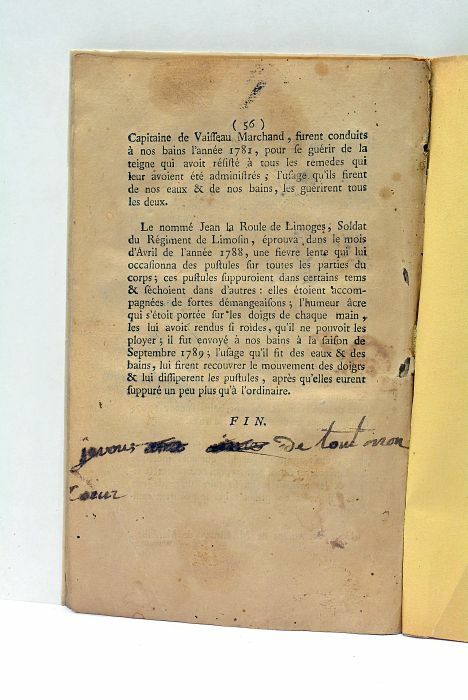 ( 56 )
Capitaine de Vaisseau Marchand, furent conduits
à nos bains l'année 1781, pour se guérir de la
teigne qui avoit résisté à tous les remedes qui
leur avoient été administrés ; l'usage qu'ils firent
de nos eaux & de nos bains, les guérirent tous
les deux.
Le nommé Jean la Roule de Limoges, Soldat
du Régiment de Limosin, éprouva dans le mois
d'Avril de l'année 1788, une fievre lente qui lui
occasionna des pustules sur toutes les parties du
corps ; ces pustules suppuroient dans certains tems
& séchoient dans d'autres : elles étoient accom-
pagnées de fortes démangeaisons ; l'humeur âcre
qui s'étoit portée sur les doigts de chaque main,
les lui avoit rendus si roides, qu'il ne pouvoit les
ployer ; il fut envoyé à nos bains à la saison de
Septembre 1789 ; l'usage qu'il fit des eaux & des
bains, lui firent recouvrer le mouvement des doigts
& lui dissiperent les pustules, après qu'elles eurent
suppuré un peu plus qu'à l'ordinaire.
FIN.
jevous de tout mon
Coeur